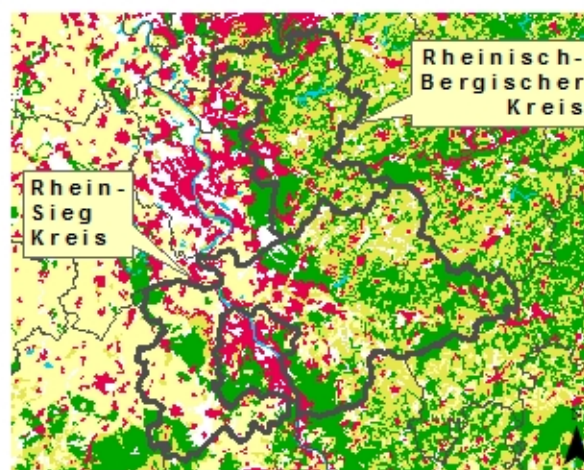 Rheinisch-
Bergischer
Kreis
Rhein-
Sieg
Kreis